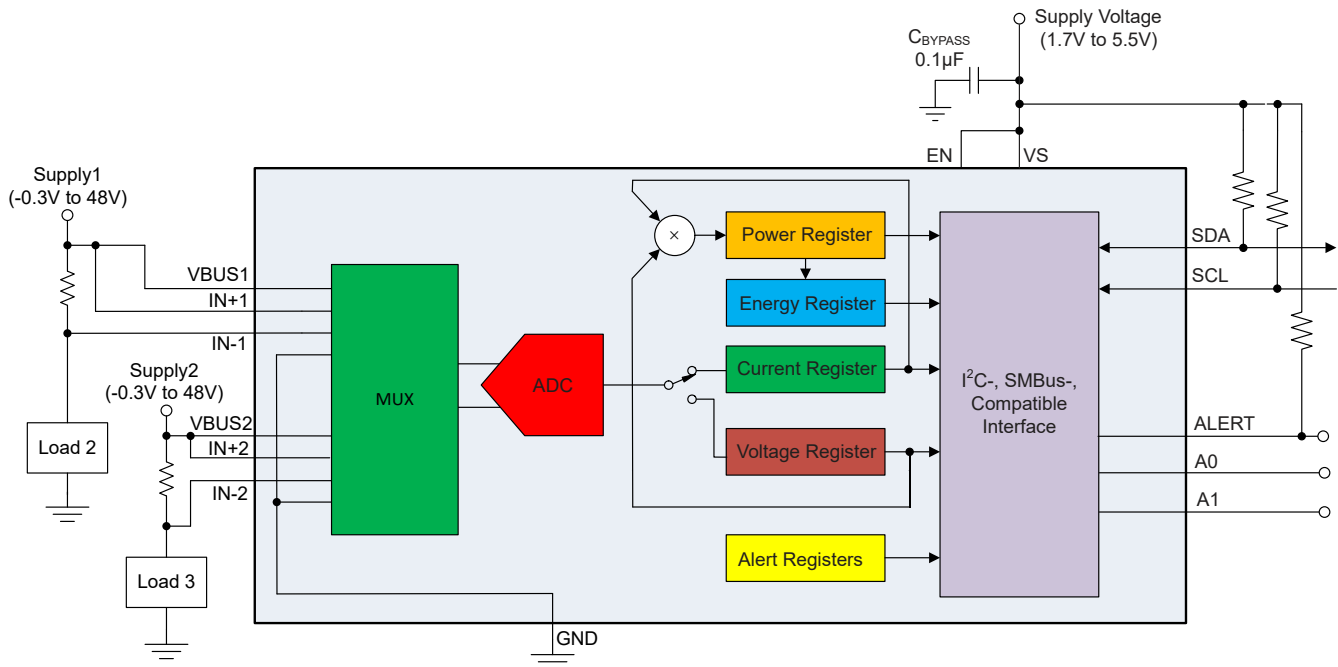 Supply Voltage
(1.7V to 5.5V)
CBYPASS
0.1µF
EN
VS
Supply1
(-0.3V to 48V)
VBUS1
IN+1
IN-1
Supply2
(-0.3V to 48V)
VBUS2
IN+2
IN-2
Load 2
Load 3
MUX
ADC
×
Power Register
Energy Register
Current Register
Voltage Register
Alert Registers
I²C-, SMBus-,
Compatible
Interface
SDA
SCL
ALERT
A0
A1
GND